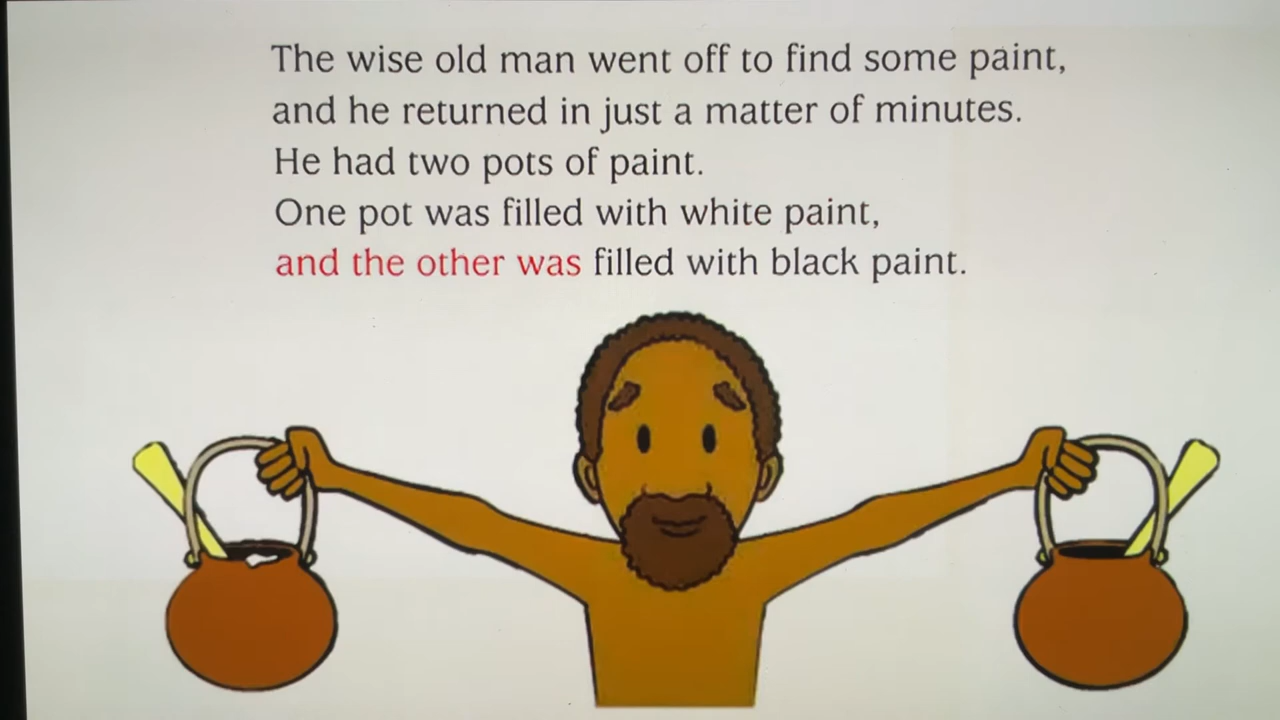 The wise old man went off to find some paint,
and he returned in just a matter of minutes.
He had two pots of paint.
One pot was filled with white paint,
and the other was filled with black paint.